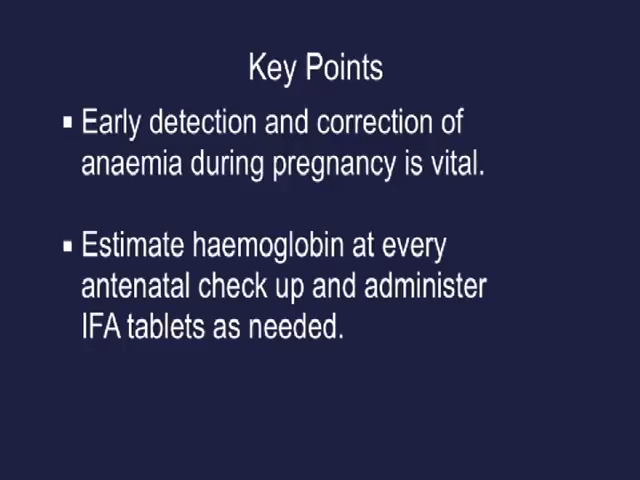 Key Points
▪ Early detection and correction of
anaemia during pregnancy is vital.
▪ Estimate haemoglobin at every
antenatal check up and administer
IFA tablets as needed.